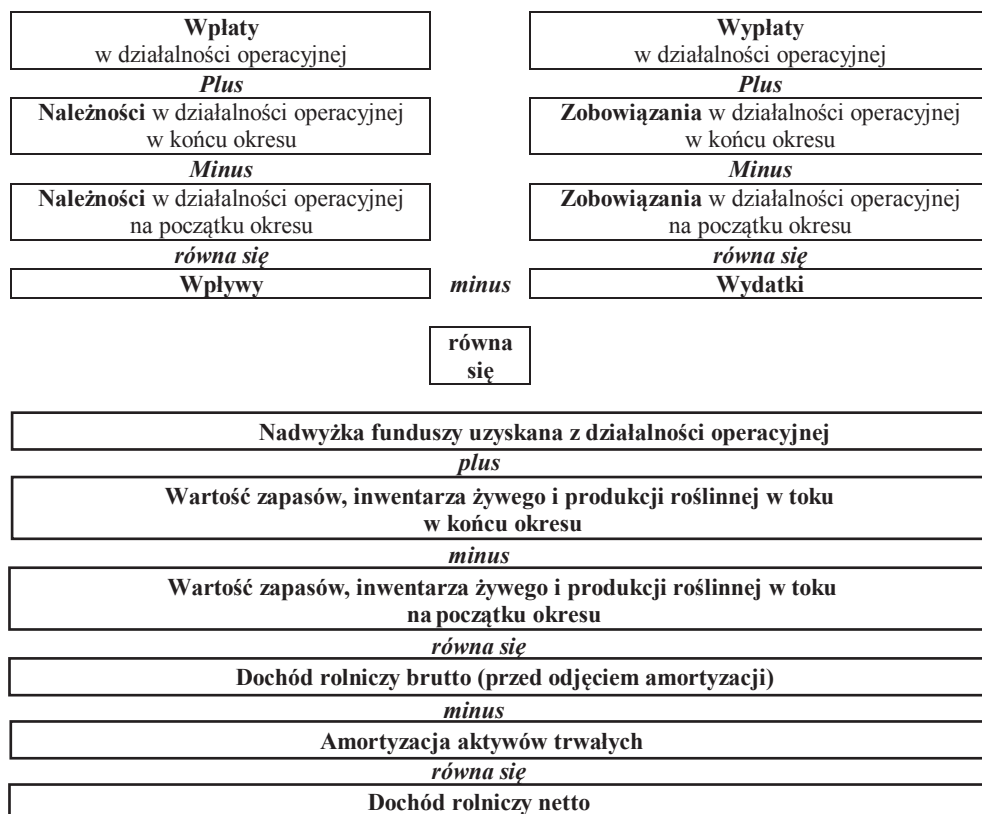 Wpłaty
w działalności operacyjnej
Plus
Należności w działalności operacyjnej
w końcu okresu
Minus
Należności w działalności operacyjnej
na początku okresu
równa się
Wpływy
minus
Wypłaty
w działalności operacyjnej
Plus
Zobowiązania w działalności operacyjnej
w końcu okresu
Minus
Zobowiązania w działalności operacyjnej
na początku okresu
równa się
Wydatki
równa
się
Nadwyżka funduszy uzyskana z działalności operacyjnej
plus
Wartość zapasów, inwentarza żywego i produkcji roślinnej w toku
w końcu okresu
minus
Wartość zapasów, inwentarza żywego i produkcji roślinnej w toku
na początku okresu
równa się
Dochód rolniczy brutto (przed odjęciem amortyzacji)
minus
Amortyzacja aktywów trwałych
równa się
Dochód rolniczy netto